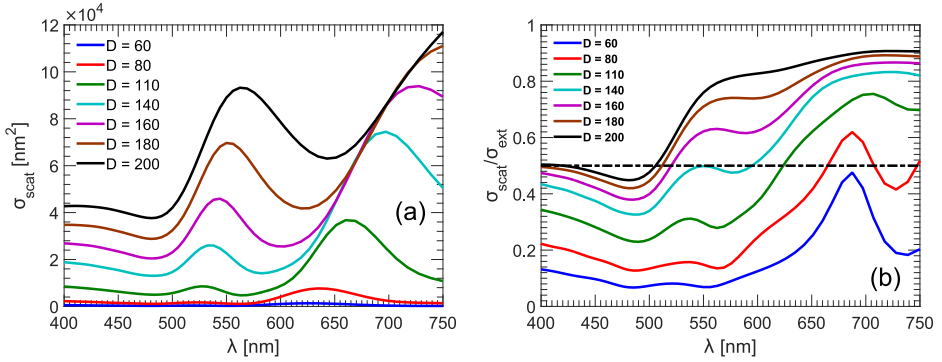 12 ×10⁴
10
8
6
4
2
0
σscat [nm²]
D = 60
D = 80
D = 110
D = 140
D = 160
D = 180
D = 200
(a)
400 450 500 550 600 650 700 750
λ [nm]
1
0.8
0.6
0.4
0.2
0
σscat/σext
D = 60
D = 80
D = 110
D = 140
D = 160
D = 180
D = 200
(b)
400 450 500 550 600 650 700 750
λ [nm]